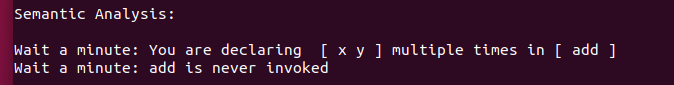 Semantic Analysis:
Wait a minute: You are declaring  [ x y ] multiple times in [ add ]
Wait a minute: add is never invoked